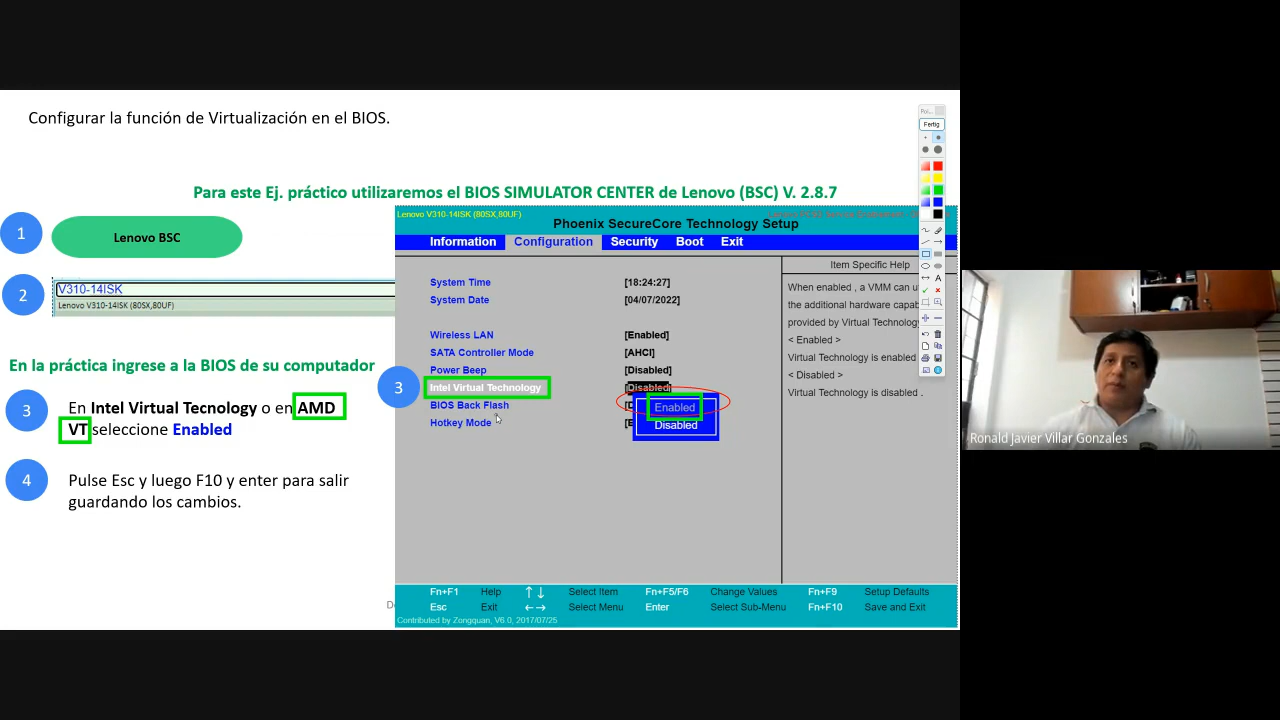 Configurar la función de Virtualización en el BIOS.
Para este Ej. práctico utilizaremos el BIOS SIMULATOR CENTER de Lenovo (BSC) V. 2.8.7
1
Lenovo BSC
2
V310-14ISK
Lenovo V310-14ISK (80SX,80UF)
En la práctica ingrese a la BIOS de su computador
3
En Intel Virtual Tecnology o en AMD
VT seleccione Enabled
4
Pulse Esc y luego F10 y enter para salir
guardando los cambios.
Lenovo V310-14ISK (80SX,80UF)
Phoenix SecureCore Technology Setup
Information Configuration Security Boot Exit
Item Specific Help
System Time [18:24:27]
System Date [04/07/2022]
Wireless LAN [Enabled]
SATA Controller Mode [AHCI]
Power Beep [Disabled]
3
Intel Virtual Technology [Disabled]
BIOS Back Flash
Hotkey Mode
Enabled
Disabled
When enabled , a VMM can u
the additional hardware capab
provided by Virtual Technology
< Enabled >
Virtual Technology is enabled
< Disabled >
Virtual Technology is disabled .
Fn+F1 Help ↑↓ Select Item Fn+F5/F6 Change Values Fn+F9 Setup Defaults
Esc Exit ←→ Select Menu Enter Select Sub-Menu Fn+F10 Save and Exit
Contributed by Zongquan, V6.0, 2017/07/25
Fertig
A
Ronald Javier Villar Gonzales